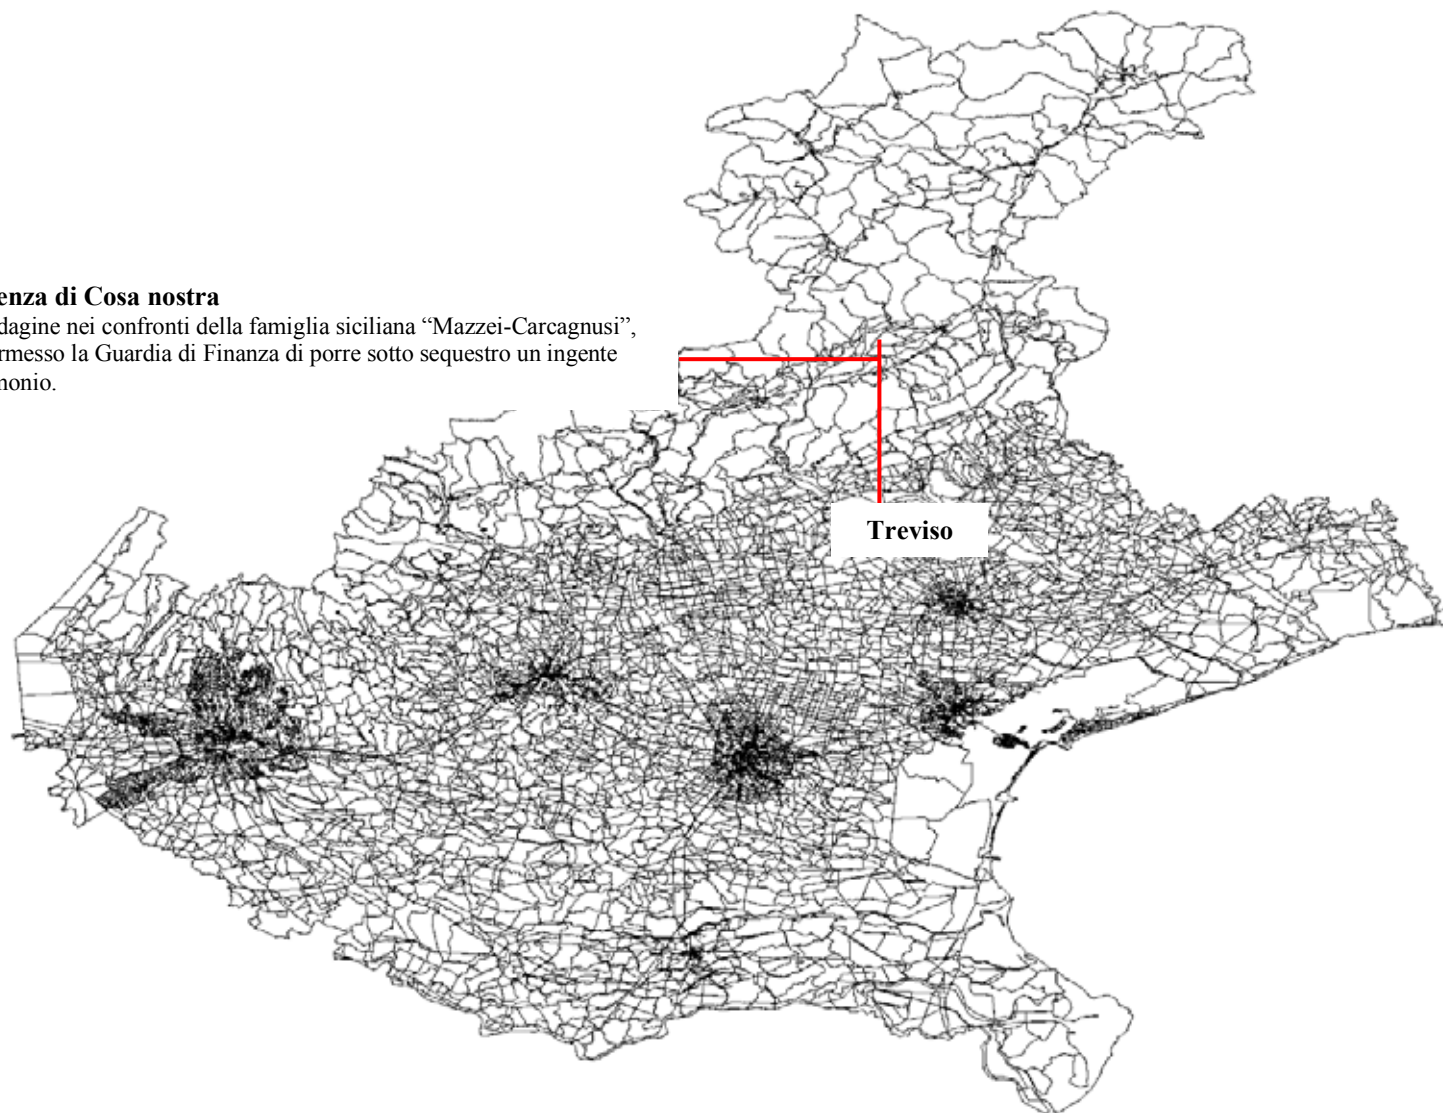 enza di Cosa nostra
dagine nei confronti della famiglia siciliana “Mazzei-Carcagnusi”,
rmesso la Guardia di Finanza di porre sotto sequestro un ingente
monio.
Treviso